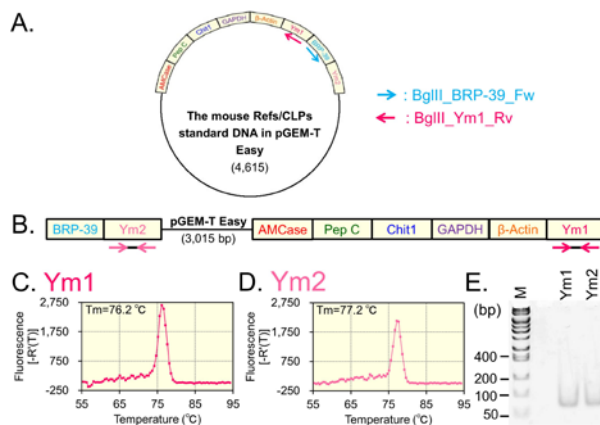 A.
AMCase
Pep C
Chit1
GAPDH
β-Actin
Ym1
BRP-39
Ym2
The mouse Refs/CLPs
standard DNA in pGEM-T
Easy
(4,615)
: BglII_BRP-39_Fw
: BglII_Ym1_Rv
B.
BRP-39 Ym2 pGEM-T Easy AMCase Pep C Chit1 GAPDH β-Actin Ym1
(3,015 bp)
C. Ym1
Tm=76.2 ℃
Fluorescence
[-R'(T)]
2,750
1,750
750
-250
55 65 75 85 95
Temperature (℃)
D. Ym2
Tm=77.2 ℃
Fluorescence
[-R'(T)]
2,750
1,750
750
-250
55 65 75 85 95
Temperature (℃)
E.
M Ym1 Ym2
(bp)
400
200
100
50